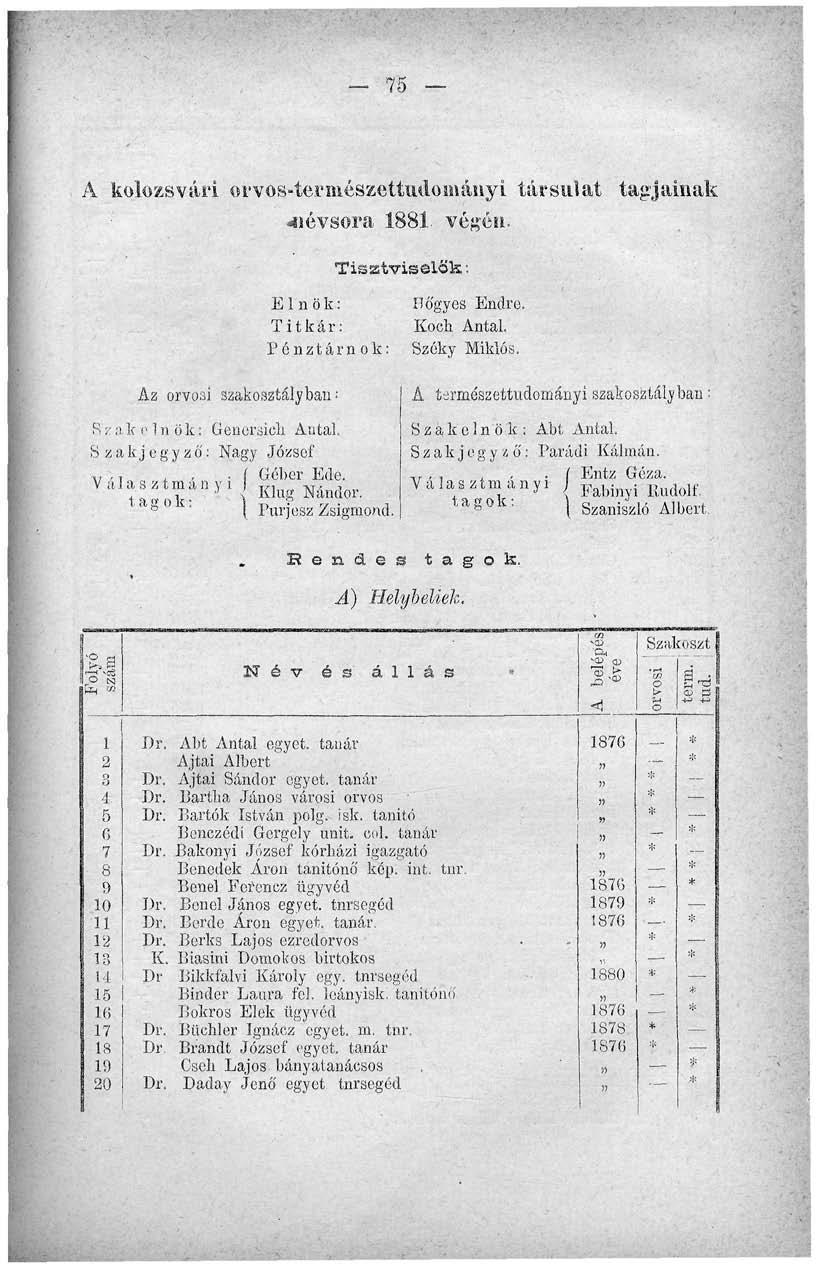 — 75 —
A kolozsvári orvos-természettudományi társulat tagjainak
névsora 1881 végén.
Tisztviselők:
Elnök: Hőgyes Endre.
Titkár: Koch Antal.
Pénztárnok: Széky Miklós.
Az orvosi szakosztályban:
Szakelnök: Genersich Antal.
Szakjegyző: Nagy József
Választmányi tagok:
Géber Ede.
Klug Nándor.
Purjesz Zsigmond.
A természettudományi szakosztályban:
Szakelnök: Abt Antal.
Szakjegyző: Parádi Kálmán.
Választmányi tagok:
Entz Géza.
Fabinyi Rudolf.
Szaniszló Albert.
Rendes tagok.
A) Helybeliek.
Folyó szám | Név és állás | A belépés éve | Szakoszt | orvosi | term. tud.
1 Dr. Abt Antal egyet. tanár 1876 — *
2 Ajtai Albert „ — *
3 Dr. Ajtai Sándor egyet. tanár „ * —
4 Dr. Bartha János városi orvos „ * —
5 Dr. Bartók István polg. isk. tanitó „ * —
6 Benczédi Gergely unit. col. tanár „ — *
7 Dr. Bakonyi József kórházi igazgató „ * —
8 Benedek Áron tanitónő kép. int. tnr. „ — *
9 Benel Ferencz ügyvéd 1876 — *
10 Dr. Benel János egyet. tnrsegéd 1879 * —
11 Dr. Berde Áron egyet. tanár. 1876 — *
12 Dr. Berks Lajos ezredorvos „ * —
13 K. Biasini Domokos birtokos „ — *
14 Dr Bikkfalvi Károly egy. tnrsegéd 1880 * —
15 Binder Laura fel. leányisk. tanitónő „ — *
16 Bokros Elek ügyvéd 1876 — *
17 Dr. Büchler Ignácz egyet. m. tnr. 1878 * —
18 Dr Brandt József egyet. tanár 1876 * —
19 Cseh Lajos bányatanácsos „ — *
20 Dr. Daday Jenő egyet tnrsegéd „ — *